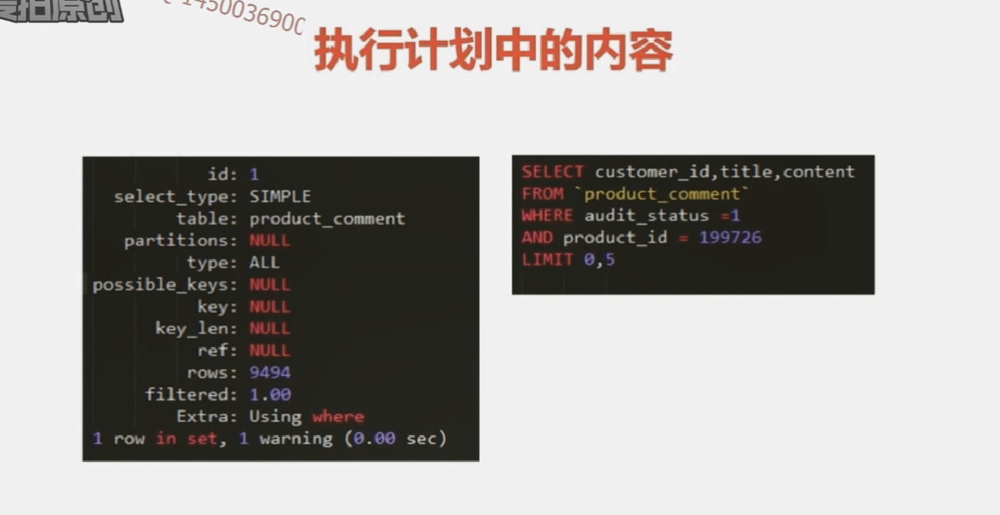 爱拍原创
1450036900
执行计划中的内容
id: 1
select_type: SIMPLE
table: product_comment
partitions: NULL
type: ALL
possible_keys: NULL
key: NULL
key_len: NULL
ref: NULL
rows: 9494
filtered: 1.00
Extra: Using where
1 row in set, 1 warning (0.00 sec)
SELECT customer_id,title,content
FROM `product_comment`
WHERE audit_status =1
AND product_id = 199726
LIMIT 0,5